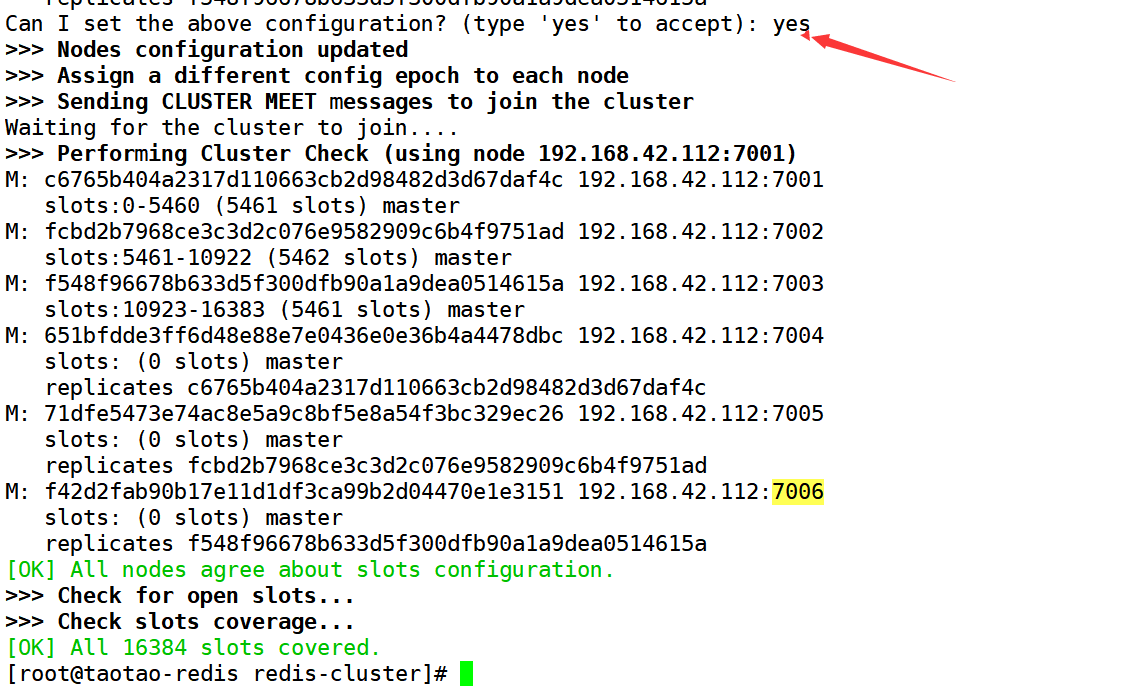 replicates f548f96678b633d5f300dfb90a1a9dea0514615a
Can I set the above configuration? (type 'yes' to accept): yes
>>> Nodes configuration updated
>>> Assign a different config epoch to each node
>>> Sending CLUSTER MEET messages to join the cluster
Waiting for the cluster to join....
>>> Performing Cluster Check (using node 192.168.42.112:7001)
M: c6765b404a2317d110663cb2d98482d3d67daf4c 192.168.42.112:7001
   slots:0-5460 (5461 slots) master
M: fcbd2b7968ce3c3d2c076e9582909c6b4f9751ad 192.168.42.112:7002
   slots:5461-10922 (5462 slots) master
M: f548f96678b633d5f300dfb90a1a9dea0514615a 192.168.42.112:7003
   slots:10923-16383 (5461 slots) master
M: 651bfdde3ff6d48e88e7e0436e0e36b4a4478dbc 192.168.42.112:7004
   slots: (0 slots) master
   replicates c6765b404a2317d110663cb2d98482d3d67daf4c
M: 71dfe5473e74ac8e5a9c8bf5e8a54f3bc329ec26 192.168.42.112:7005
   slots: (0 slots) master
   replicates fcbd2b7968ce3c3d2c076e9582909c6b4f9751ad
M: f42d2fab90b17e11d1df3ca99b2d04470e1e3151 192.168.42.112:7006
   slots: (0 slots) master
   replicates f548f96678b633d5f300dfb90a1a9dea0514615a
[OK] All nodes agree about slots configuration.
>>> Check for open slots...
>>> Check slots coverage...
[OK] All 16384 slots covered.
[root@taotao-redis redis-cluster]#